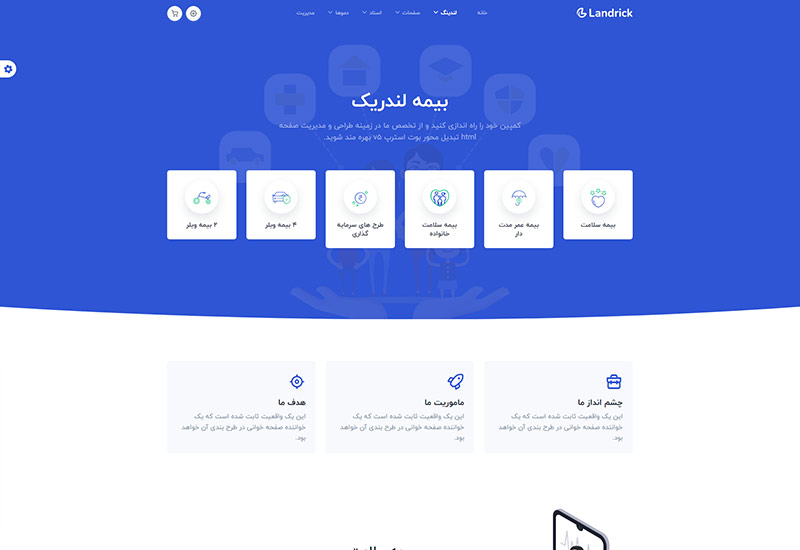 Landrick
خانه
لندینگ
صفحات
اسناد
دموها
مدیریت
بیمه لندریک
کمپین خود را راه اندازی کنید و از تخصص ما در زمینه طراحی و مدیریت صفحه
html تبدیل محور بوت استرپ v5 بهره مند شوید.
بیمه سلامت
بیمه عمر مدت
دار
بیمه سلامت
خانواده
طرح های سرمایه
گذاری
۴ بیمه ویلر
۲ بیمه ویلر
چشم انداز ما
این یک واقعیت ثابت شده است که یک
خواننده صفحه خوانی در طرح بندی آن خواهد
بود.
ماموریت ما
این یک واقعیت ثابت شده است که یک
خواننده صفحه خوانی در طرح بندی آن خواهد
بود.
هدف ما
این یک واقعیت ثابت شده است که یک
خواننده صفحه خوانی در طرح بندی آن خواهد
بود.